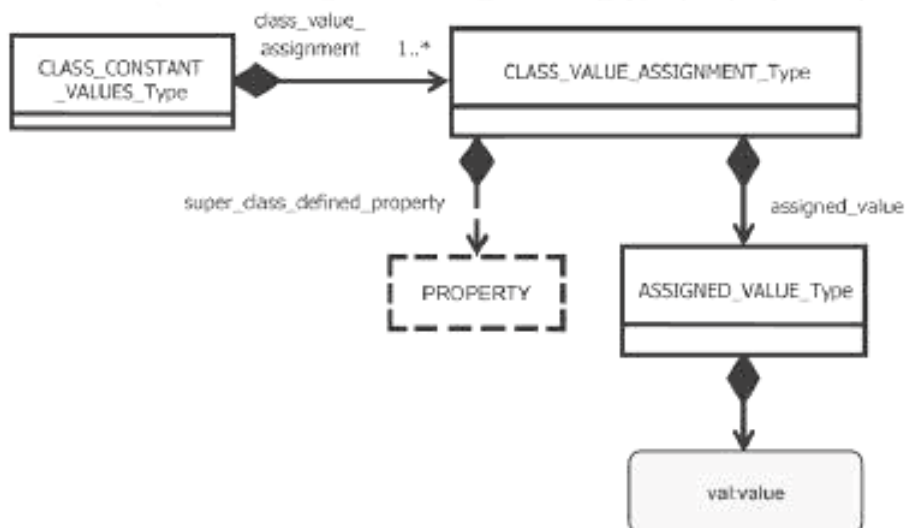 class_value_
assignment 1..*
CLASS_CONSTANT
_VALUES_Type
CLASS_VALUE_ASSIGNMENT_Type
super_class_defined_property
assigned_value
PROPERTY
ASSIGNED_VALUE_Type
val:value